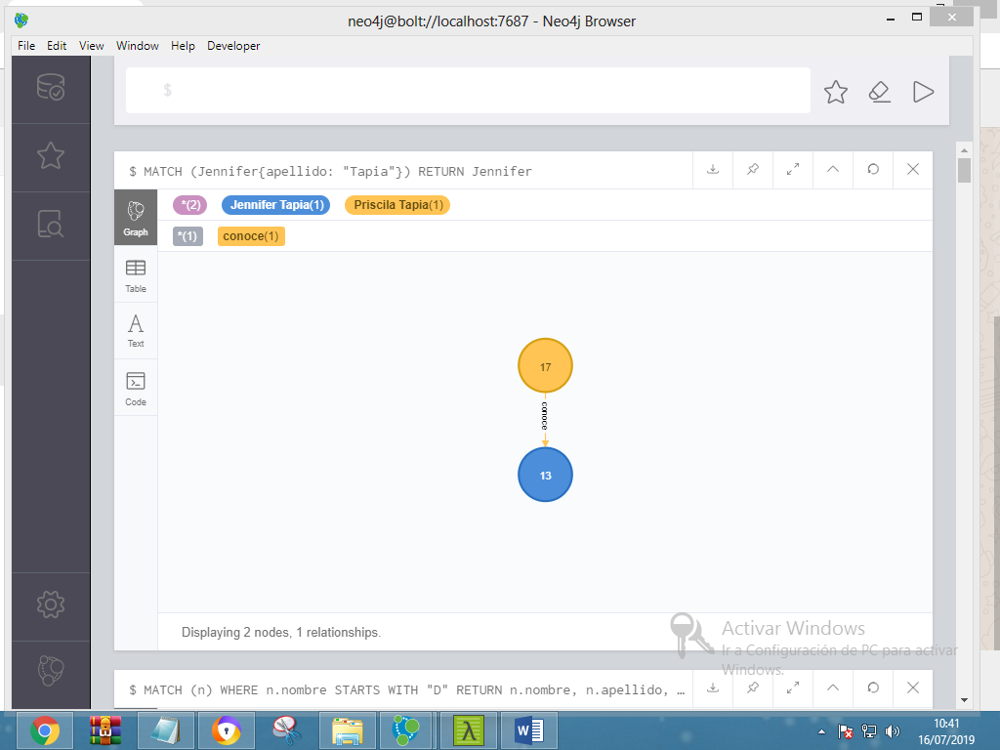 neo4j@bolt://localhost:7687 - Neo4j Browser
File Edit View Window Help Developer
$
$ MATCH (Jennifer{apellido: "Tapia"}) RETURN Jennifer
*(2) Jennifer Tapia(1) Priscila Tapia(1)
*(1) conoce(1)
Graph
Table
Text
Code
17
conoce
13
Displaying 2 nodes, 1 relationships.
Activar Windows
Ir a Configuración de PC para activar
Windows.
$ MATCH (n) WHERE n.nombre STARTS WITH "D" RETURN n.nombre, n.apellido, …
10:41
16/07/2019